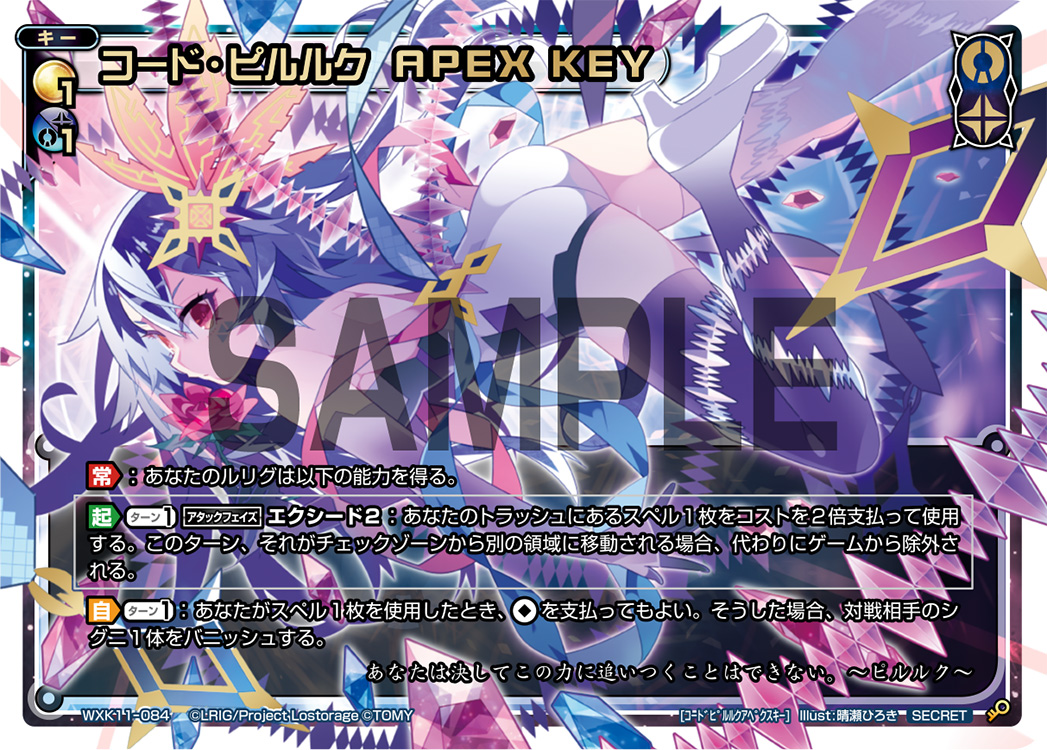 キー
コード・ピルルク APEX KEY
1
1
SAMPLE
常：あなたのルリグは以下の能力を得る。
起 ターン1 アタックフェイズ エクシード2：あなたのトラッシュにあるスペル１枚をコストを２倍支払って使用
する。このターン、それがチェックゾーンから別の領域に移動される場合、代わりにゲームから除外さ
れる。
自 ターン1：あなたがスペル１枚を使用したとき、◆を支払ってもよい。そうした場合、対戦相手のシ
グニ１体をバニッシュする。
あなたは決してこの力に追いつくことはできない。～ピルルク～
WXK11-084 ©LRIG/Project Lostorage ©TOMY [ｺｰﾄﾞﾋﾟﾙﾙｸｱﾍﾟｸｽｷｰ] Illust:晴瀬ひろき SECRET